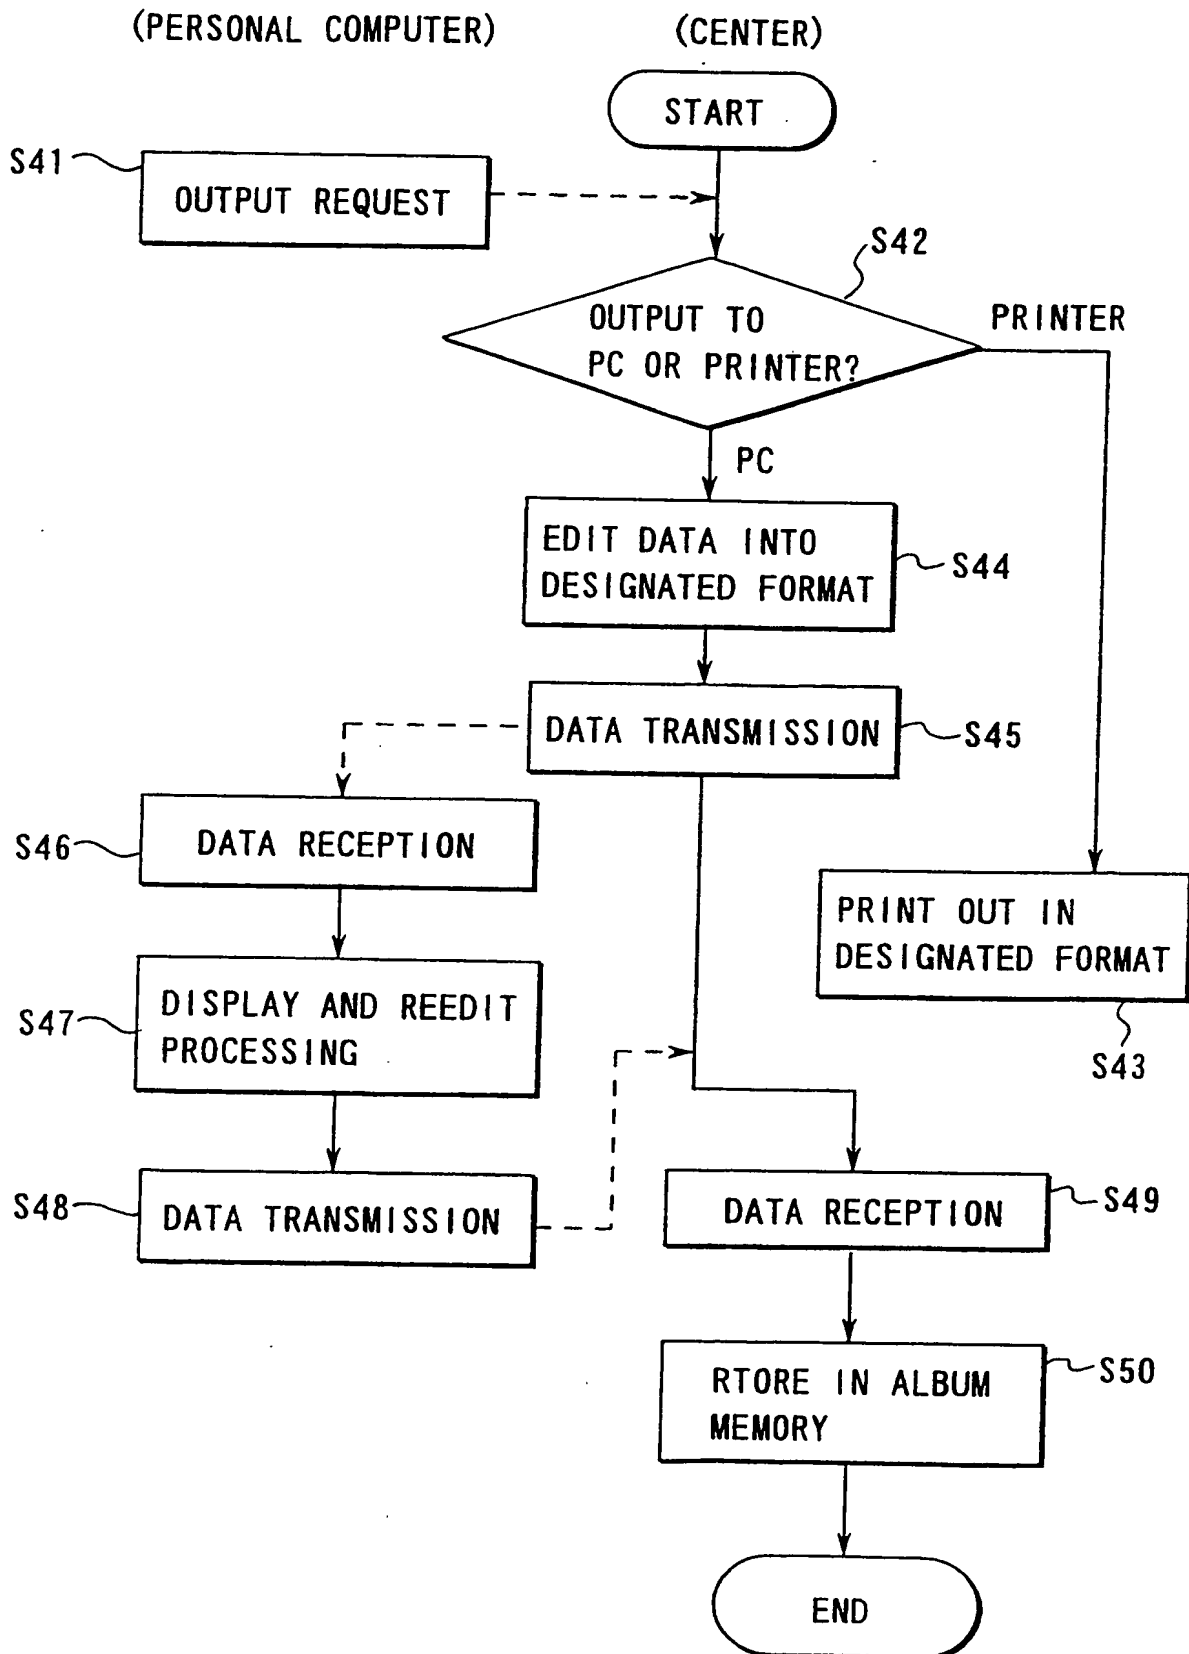 (PERSONAL COMPUTER)
(CENTER)
START
S41
OUTPUT REQUEST
S42
OUTPUT TO
PC OR PRINTER?
PRINTER
PC
EDIT DATA INTO
DESIGNATED FORMAT
S44
DATA TRANSMISSION
S45
S46
DATA RECEPTION
PRINT OUT IN
DESIGNATED FORMAT
S43
S47
DISPLAY AND REEDIT
PROCESSING
S48
DATA TRANSMISSION
DATA RECEPTION
S49
RTORE IN ALBUM
MEMORY
S50
END